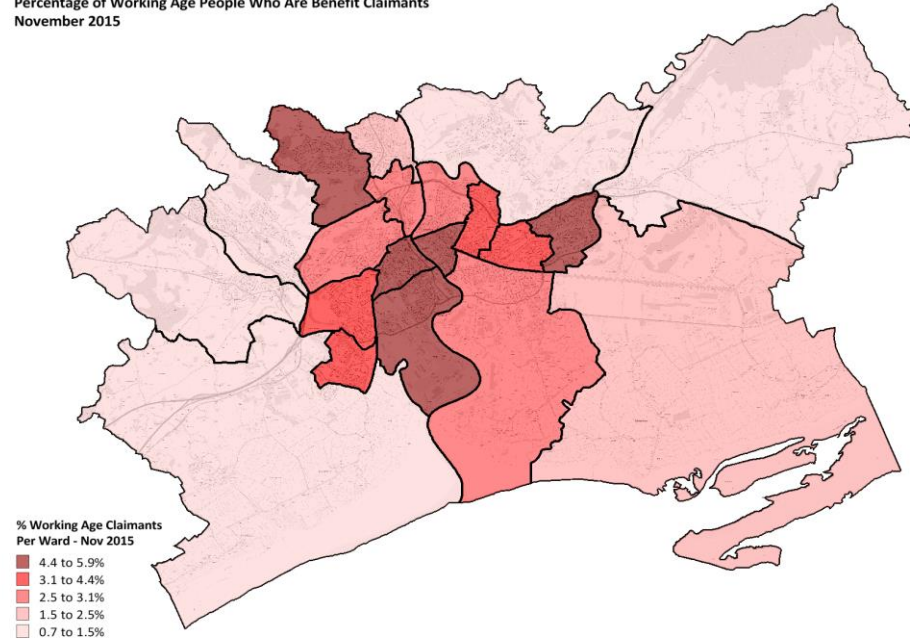 Percentage of Working Age People Who Are Benefit Claimants
November 2015
% Working Age Claimants
Per Ward - Nov 2015
4.4 to 5.9%
3.1 to 4.4%
2.5 to 3.1%
1.5 to 2.5%
0.7 to 1.5%